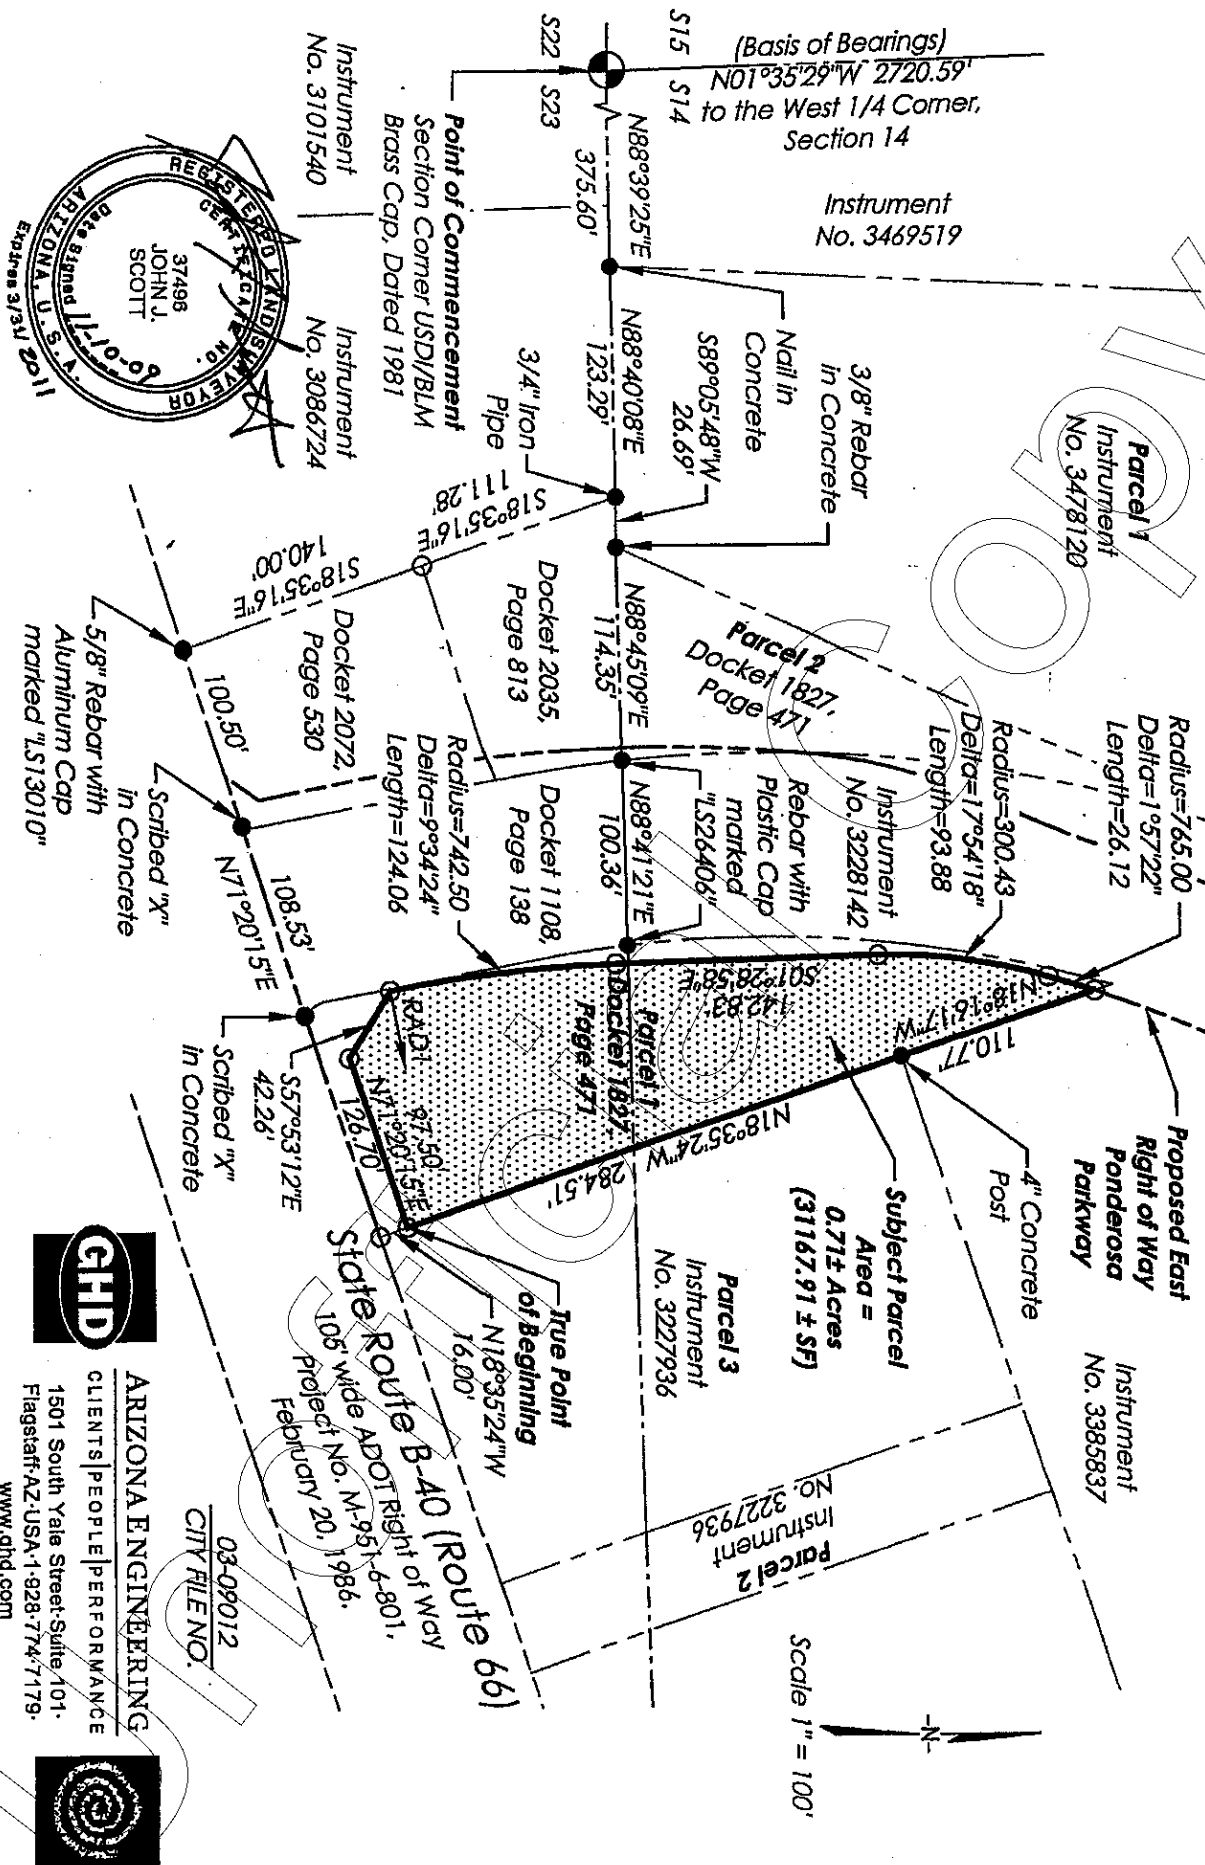 (Basis of Bearings)
N01°35'29"W 2720.59'
to the West 1/4 Corner,
Section 14
S15 S14
S22 S23
Instrument
No. 3469519
Parcel 1
Instrument
No. 3478120
N88°39'25"E
375.60'
Point of Commencement
Section Corner USDI/BLM
Brass Cap, Dated 1981
Instrument
No. 3101540
Instrument
No. 3086724
REGISTERED LAND SURVEYOR
CERTIFICATE NO.
37496
JOHN J.
SCOTT
Date Signed 11-10-09
ARIZONA, U.S.A.
Expires 3/31/2011
Nail in
Concrete
N88°40'08"E
123.29'
3/8" Rebar
in Concrete
S89°05'48"W
26.69'
3/4" Iron
Pipe
S18°35'16"E
111.28'
S18°35'16"E
140.00'
Parcel 2
Docket 1827,
Page 471
N88°45'09"E
114.35'
Docket 2035,
Page 813
Docket 2072,
Page 530
5/8" Rebar with
Aluminum Cap
marked "LS13010"
100.50'
Scribed "X"
in Concrete
Radius=765.00
Delta=1°57'22"
Length=26.12
Radius=300.43
Delta=17°54'18"
Length=93.88
Instrument
No. 3228142
Rebar with
Plastic Cap
marked
"LS26406"
N88°41'21"E
100.36'
Docket 1108,
Page 138
Radius=742.50
Delta=9°34'24"
Length=124.06
108.53'
N71°20'15"E
Scribed "X"
in Concrete
S57°53'12"E
42.26'
RAD1
97.50'
N71°20'15"E
126.70'
S01°28'58"E
142.83'
Parcel 1
Docket 1827,
Page 471
N18°16'17"W
110.77'
N18°35'24"W
284.51'
Proposed East
Right of Way
Ponderosa
Parkway
4" Concrete
Post
Subject Parcel
Area =
0.71± Acres
(31167.91 ± SF)
Instrument
No. 3385837
Parcel 3
Instrument
No. 3227936
Parcel 2
Instrument
No. 3227936
True Point
of Beginning
N18°35'24"W
16.00'
State Route B-40 (Route 66)
105' wide ADOT Right of Way
Project No. M-951-6-801,
February 20, 1986.
Scale 1" = 100'
N
03-09012
CITY FILE NO.
GHD
ARIZONA ENGINEERING
CLIENTS|PEOPLE|PERFORMANCE
1501 South Yale Street·Suite 101·
Flagstaff·AZ·USA·1-928-774-7179·
www.ghd.com
Unofficial Copy